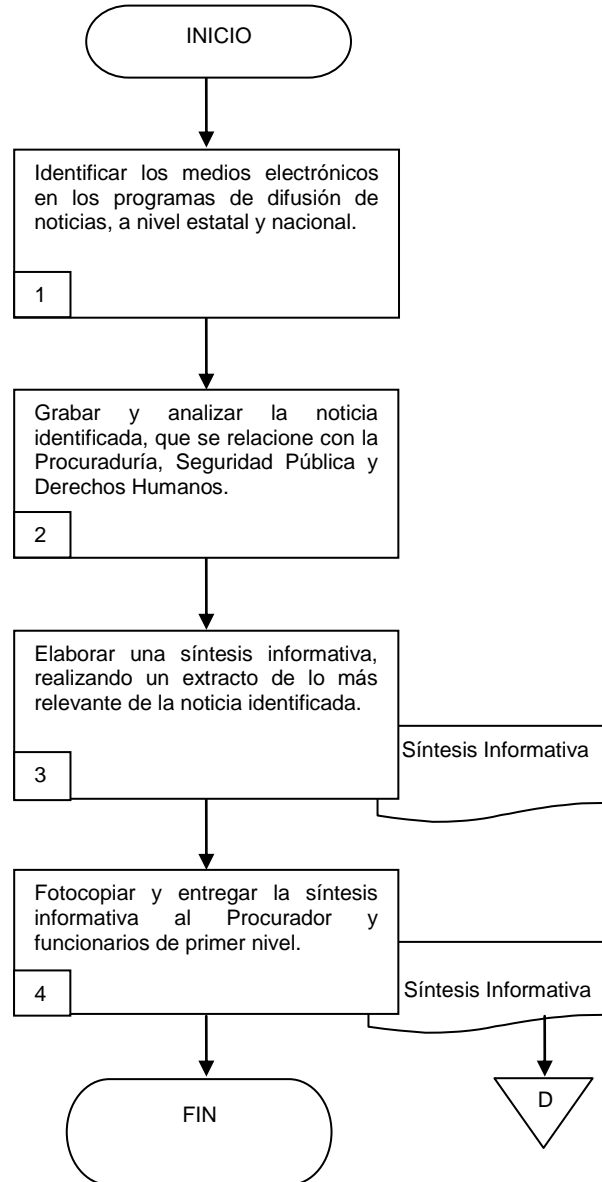 INICIO
Identificar los medios electrónicos
en los programas de difusión de
noticias, a nivel estatal y nacional.
1
Grabar y analizar la noticia
identificada, que se relacione con la
Procuraduría, Seguridad Pública y
Derechos Humanos.
2
Elaborar una síntesis informativa,
realizando un extracto de lo más
relevante de la noticia identificada.
3
Síntesis Informativa
Fotocopiar y entregar la síntesis
informativa al Procurador y
funcionarios de primer nivel.
4
Síntesis Informativa
FIN
D